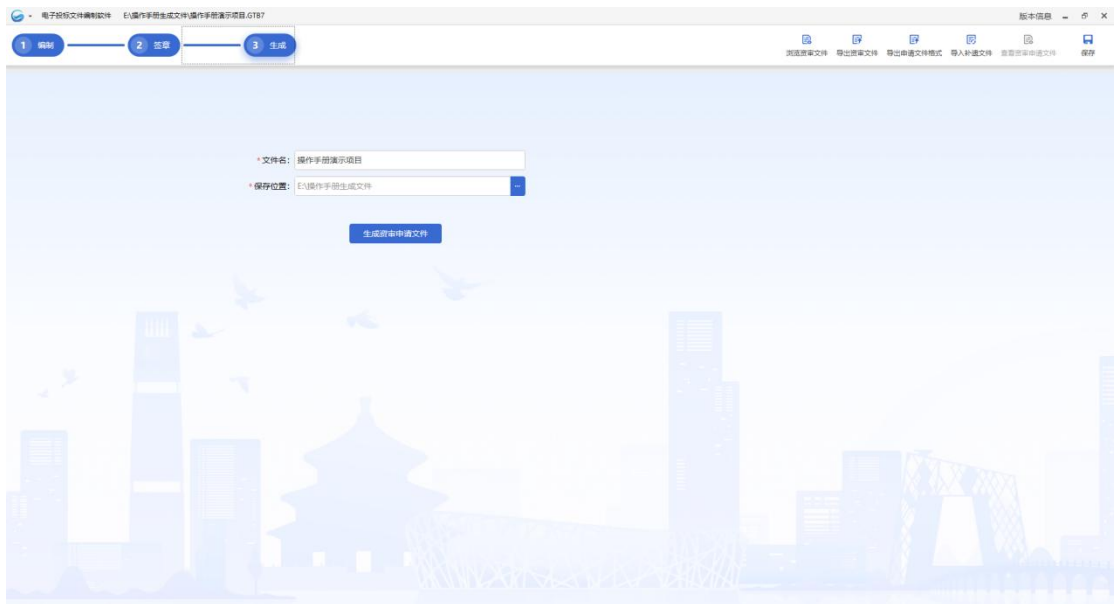 电子投标文件编制软件 E:\操作手册生成文件\操作手册演示项目.GTB7 版本信息
1 编制 2 签章 3 生成
浏览资审文件 导出资审文件 导出申请文件格式 导入补遗文件 查看资审申请文件 保存
*文件名: 操作手册演示项目
*保存位置: E:\操作手册生成文件 ...
生成资审申请文件